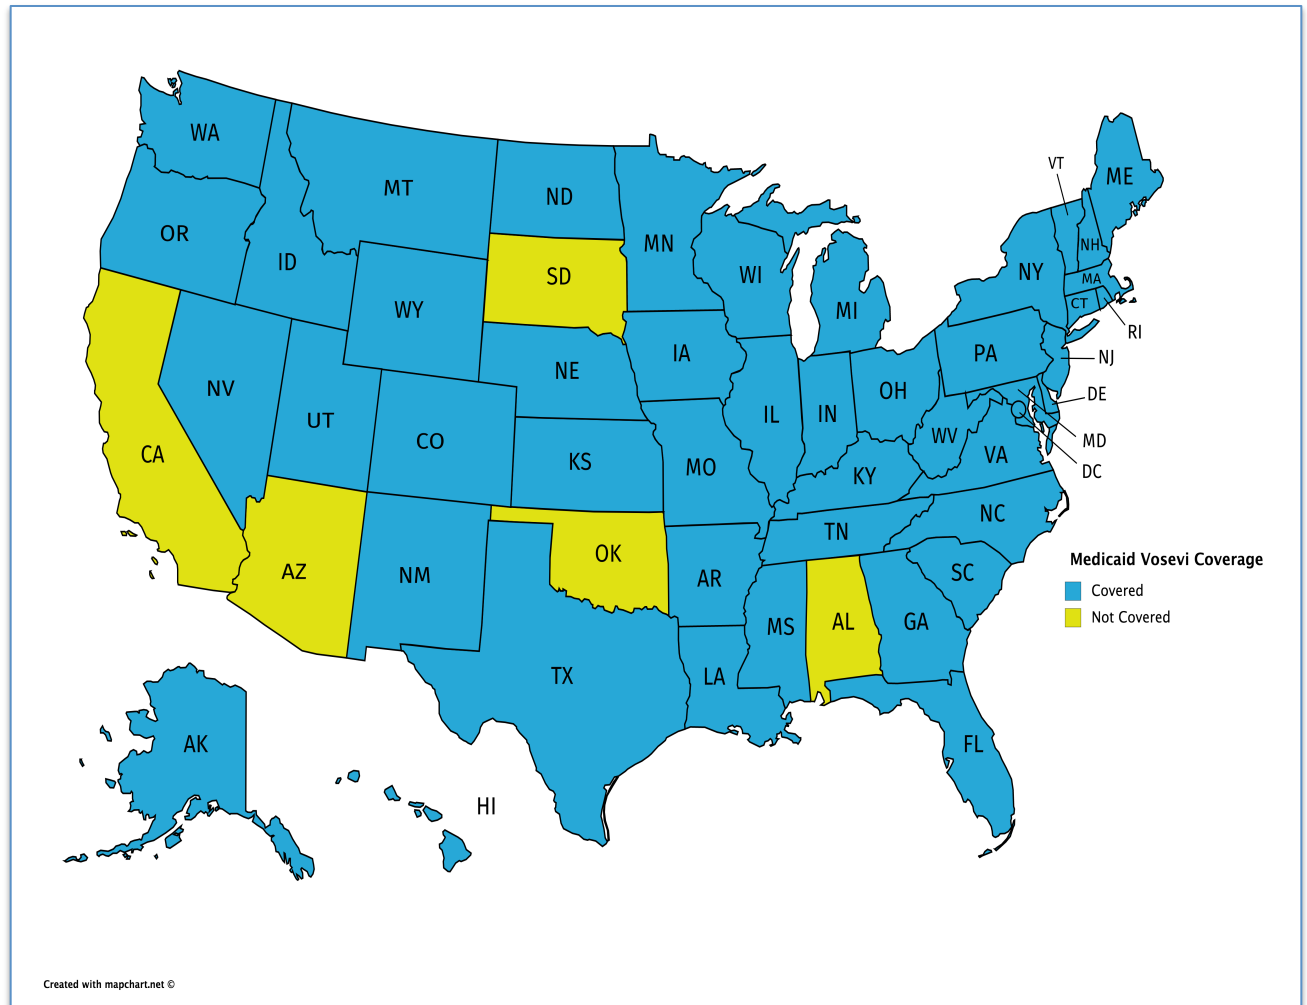 WA
MT
ND
MN
OR
ID
SD
WI
MI
WY
NY
VT
ME
NH
MA
CT
RI
NJ
PA
DE
MD
DC
IA
NE
NV
UT
CO
CA
KS
MO
IL
IN
OH
WV
VA
KY
NC
TN
OK
AZ
NM
AR
SC
MS
AL
GA
TX
LA
FL
AK
HI
Medicaid Vosevi Coverage
Covered
Not Covered
Created with mapchart.net ©